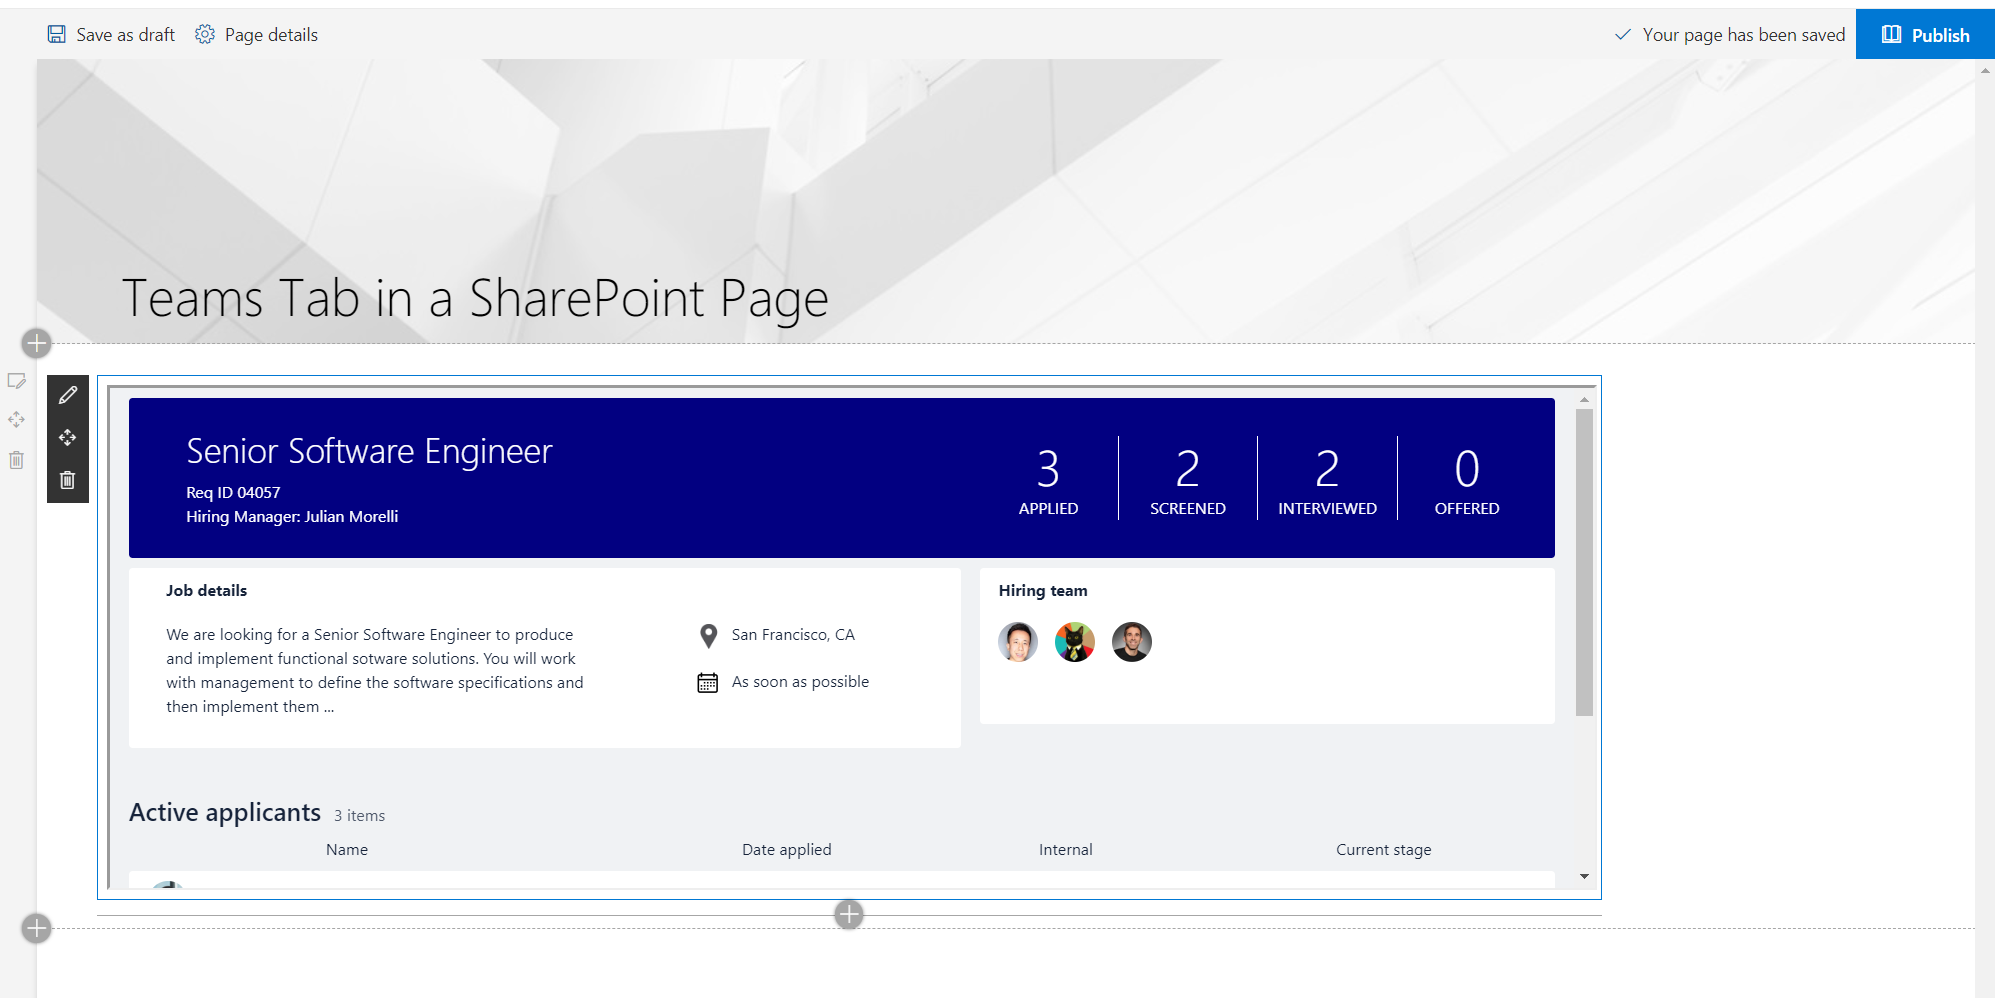 Save as draft
Page details
Your page has been saved
Publish
Teams Tab in a SharePoint Page
Senior Software Engineer
Req ID 04057
Hiring Manager: Julian Morelli
3
APPLIED
2
SCREENED
2
INTERVIEWED
0
OFFERED
Job details
We are looking for a Senior Software Engineer to produce
and implement functional sotware solutions. You will work
with management to define the software specifications and
then implement them ...
San Francisco, CA
As soon as possible
Hiring team
Active applicants 3 items
Name Date applied Internal Current stage